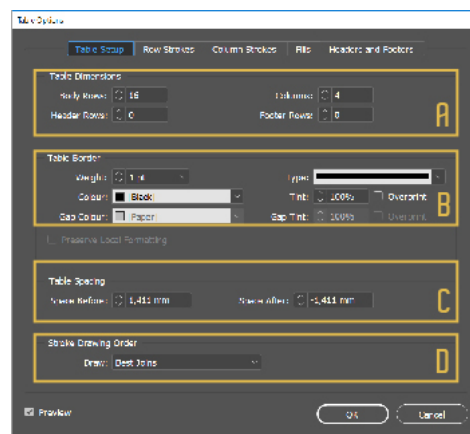 Table Options
Table Setup Row Strokes Column Strokes Fills Headers and Footers
Table Dimensions
Body Rows: 16 Columns: 4
Header Rows: 0 Footer Rows: 0
A
Table Border
Weight: 1 pt Type:
Colour: [Black] Tint: 100% Overprint
B
Gap Colour: [Paper] Gap Tint: 100% Overprint
Preserve Local Formatting
Table Spacing
Space Before: 1,411 mm Space After: -1,411 mm
C
Stroke Drawing Order
Draw: Best Joins
D
Preview OK Cancel